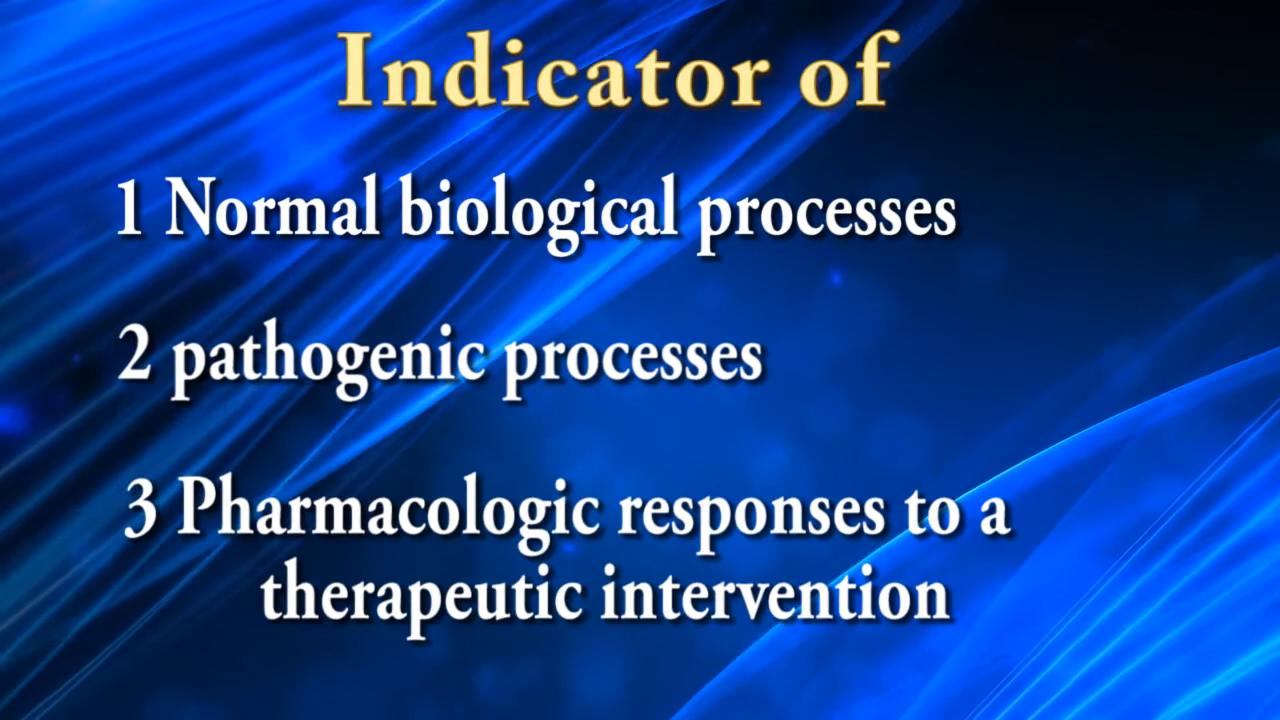 Indicator of
1 Normal biological processes
2 pathogenic processes
3 Pharmacologic responses to a
therapeutic intervention